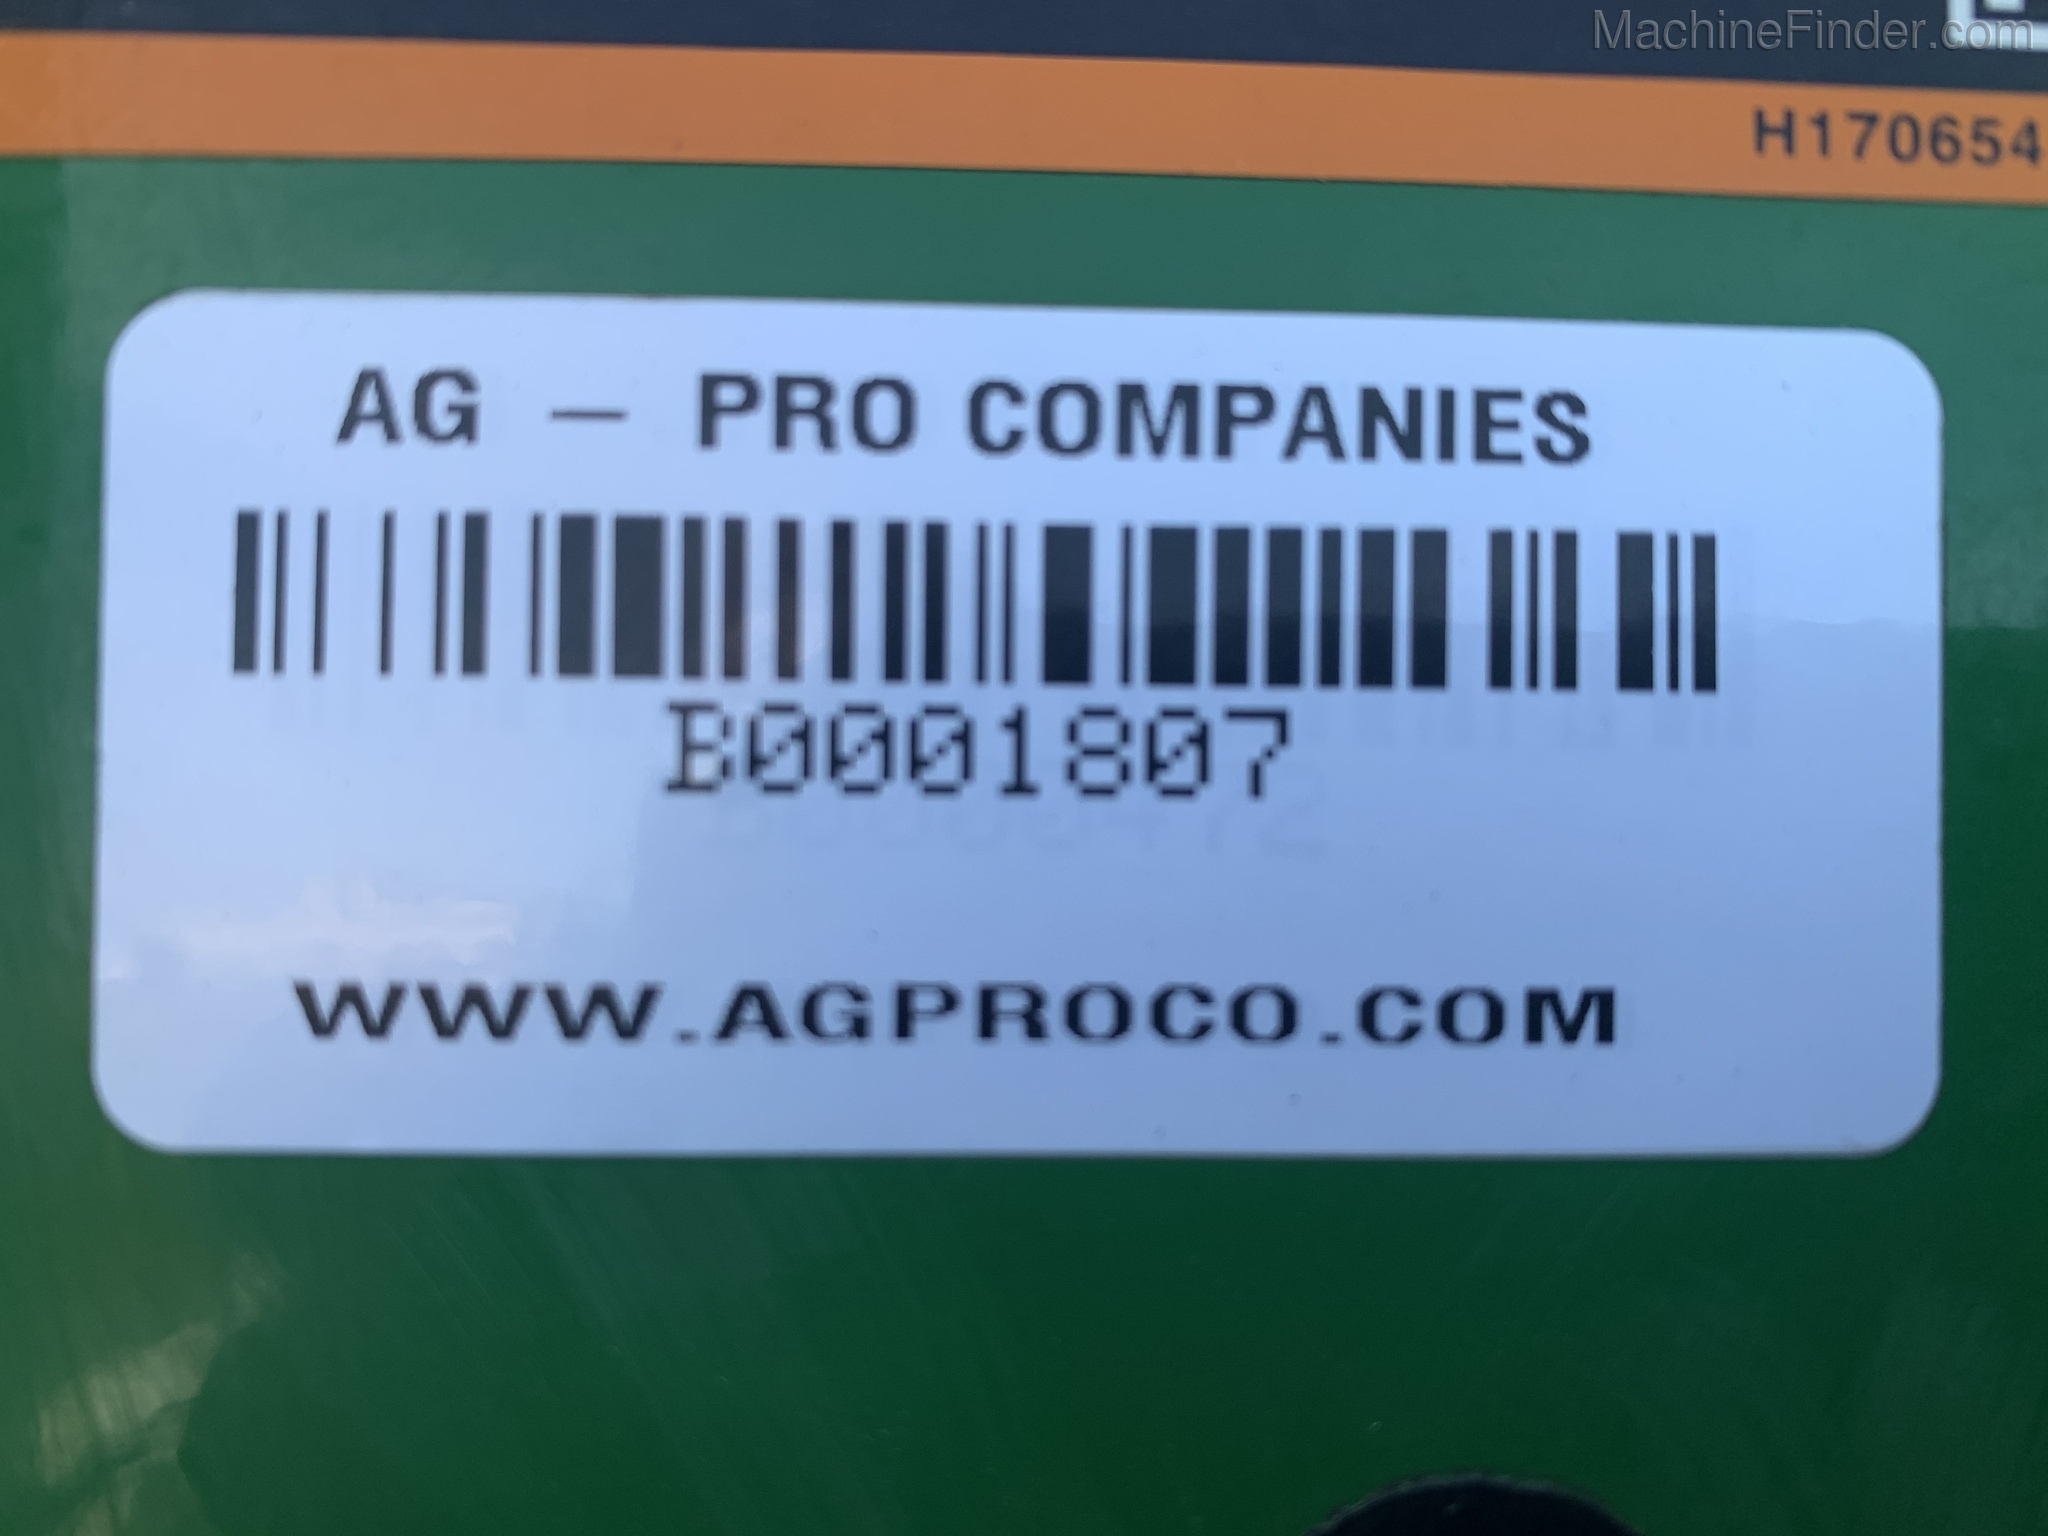 MachineFinder.com
H170654
AG - PRO COMPANIES
B0001807
WWW.AGPROCO.COM